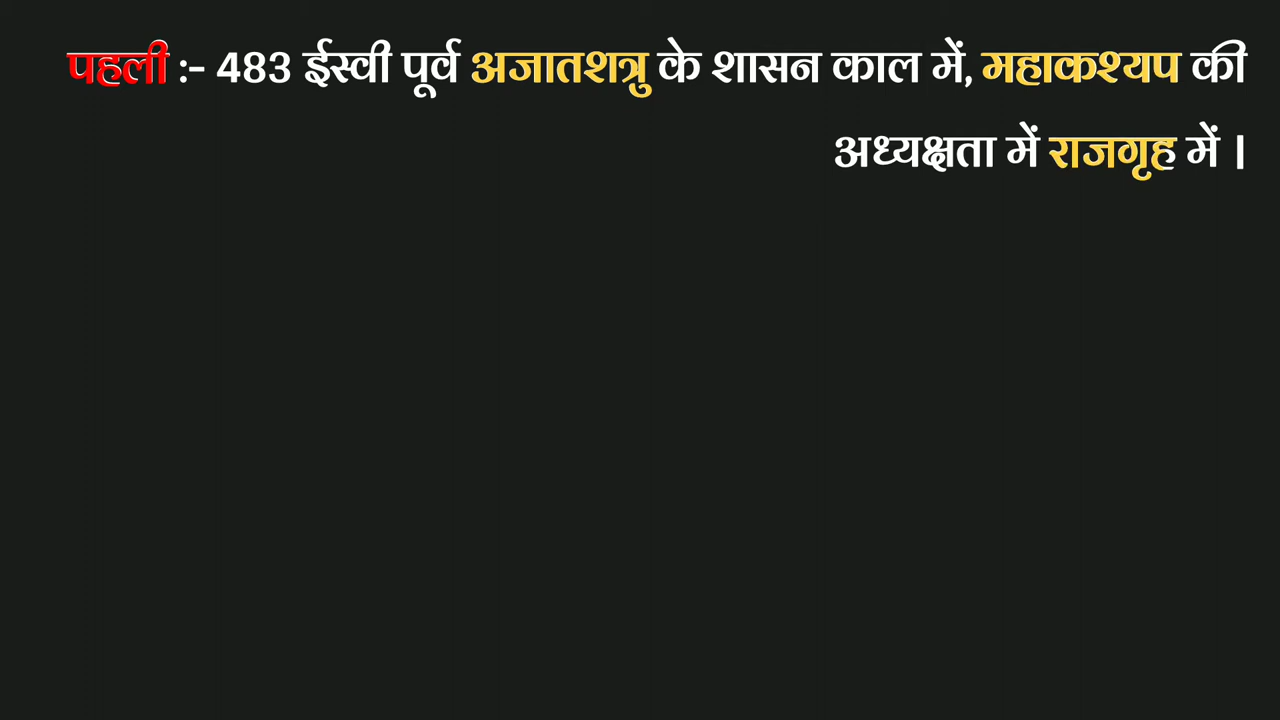 पहली :- 483 ईस्वी पूर्व अजातशत्रु के शासन काल में, महाकश्यप की
अध्यक्षता में राजगृह में ।